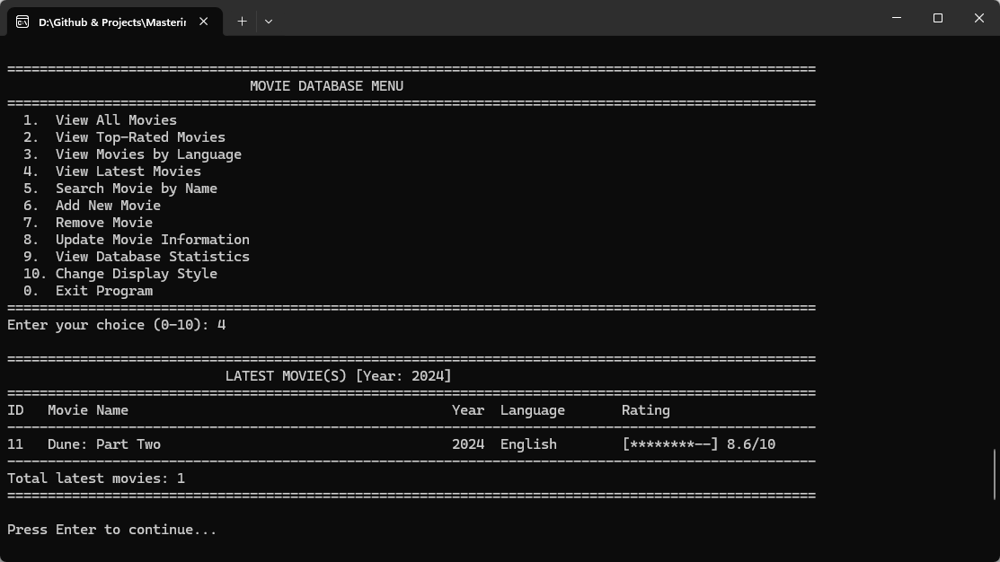 D:\Github & Projects\Masterin
====================================================================================================
MOVIE DATABASE MENU
====================================================================================================
1.  View All Movies
2.  View Top-Rated Movies
3.  View Movies by Language
4.  View Latest Movies
5.  Search Movie by Name
6.  Add New Movie
7.  Remove Movie
8.  Update Movie Information
9.  View Database Statistics
10. Change Display Style
0.  Exit Program
====================================================================================================
Enter your choice (0-10): 4
====================================================================================================
LATEST MOVIE(S) [Year: 2024]
====================================================================================================
ID   Movie Name                                        Year  Language       Rating
----------------------------------------------------------------------------------------------------
11   Dune: Part Two                                    2024  English        [********--] 8.6/10
----------------------------------------------------------------------------------------------------
Total latest movies: 1
====================================================================================================
Press Enter to continue...